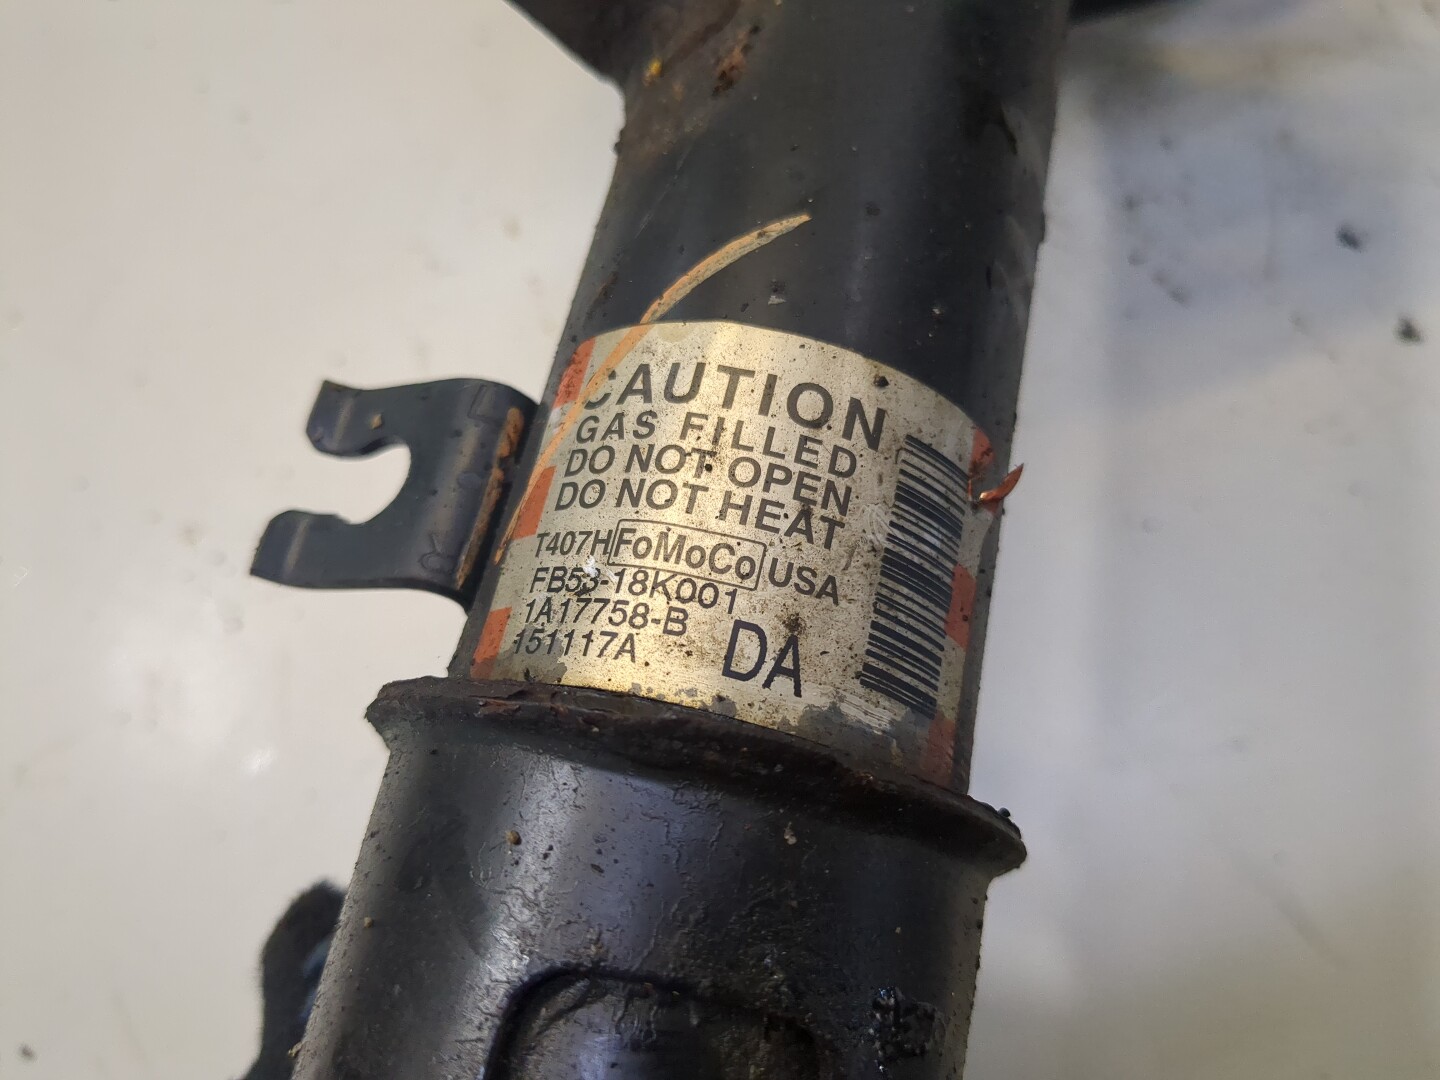 CAUTION
GAS FILLED
DO NOT OPEN
DO NOT HEAT
T407H FoMoCo USA
FB53-18K001
1A17758-B
151117A
DA